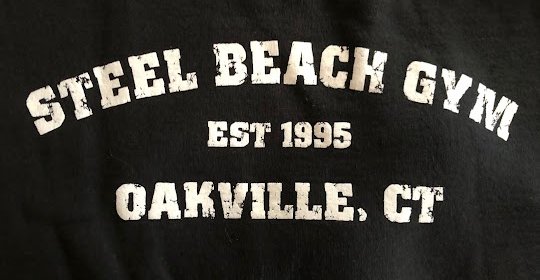 STEEL BEACH GYM
EST 1995
OAKVILLE, CT